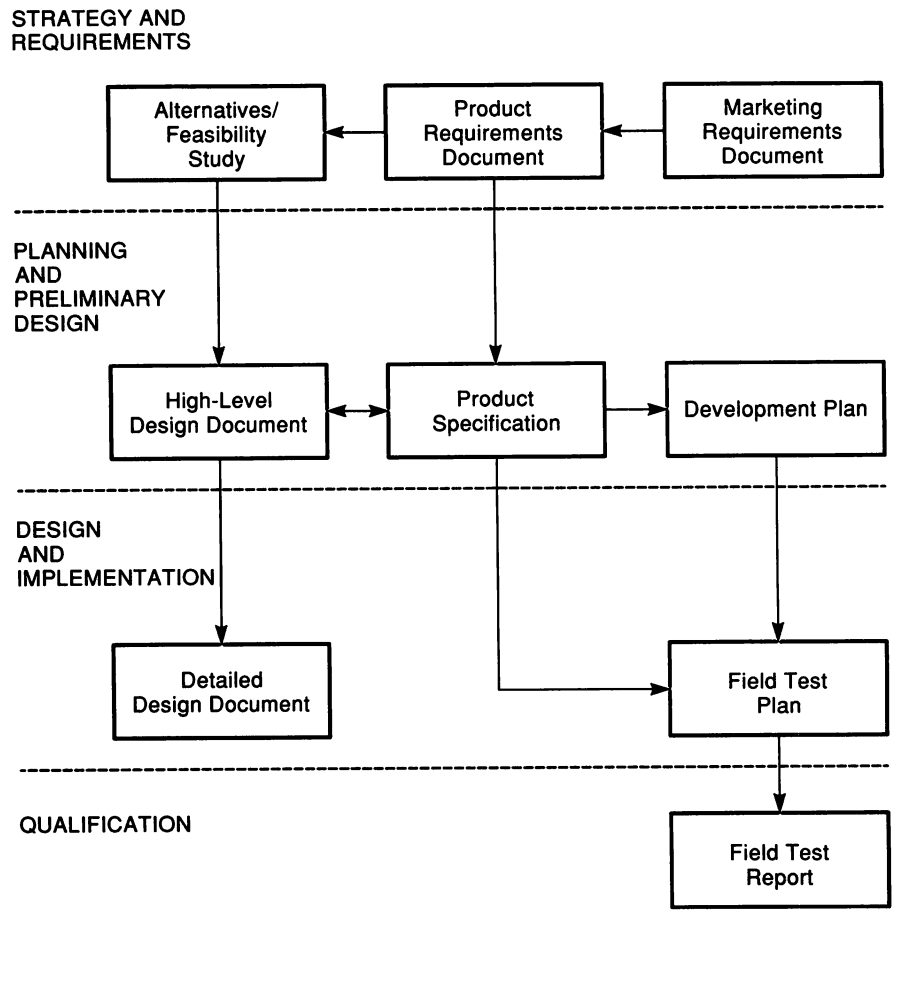 STRATEGY AND
REQUIREMENTS
Alternatives/
Feasibility
Study
Product
Requirements
Document
Marketing
Requirements
Document
PLANNING
AND
PRELIMINARY
DESIGN
High-Level
Design Document
Product
Specification
Development Plan
DESIGN
AND
IMPLEMENTATION
Detailed
Design Document
Field Test
Plan
QUALIFICATION
Field Test
Report